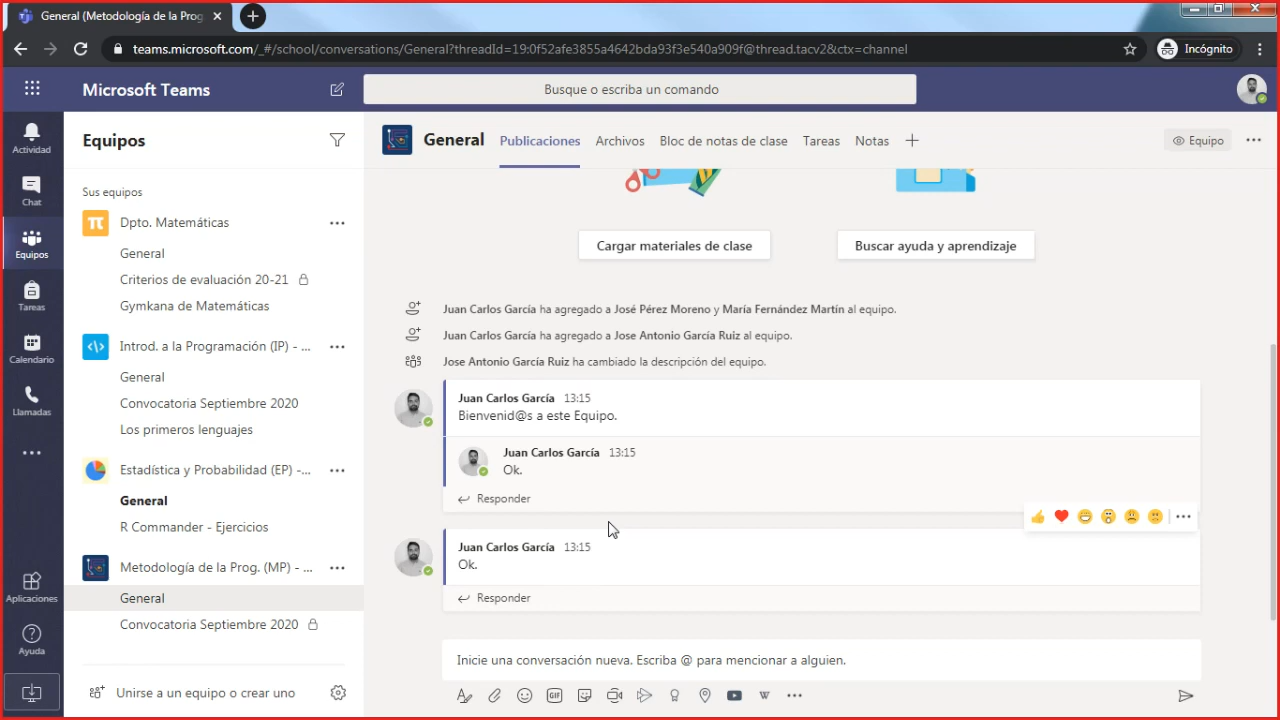 General (Metodología de la Prog
teams.microsoft.com/_#/school/conversations/General?threadId=19:0f52afe3855a4642bda93f3e540a909f@thread.tacv2&ctx=channel
Incógnito
Microsoft Teams
Busque o escriba un comando
Actividad
Chat
Equipos
Tareas
Calendario
Llamadas
Aplicaciones
Ayuda
Equipos
Sus equipos
Dpto. Matemáticas
General
Criterios de evaluación 20-21
Gymkana de Matemáticas
Introd. a la Programación (IP) - ...
General
Convocatoria Septiembre 2020
Los primeros lenguajes
Estadística y Probabilidad (EP) -...
General
R Commander - Ejercicios
Metodología de la Prog. (MP) - ...
General
Convocatoria Septiembre 2020
Unirse a un equipo o crear uno
General Publicaciones Archivos Bloc de notas de clase Tareas Notas
Equipo
Cargar materiales de clase
Buscar ayuda y aprendizaje
Juan Carlos García ha agregado a José Pérez Moreno y María Fernández Martín al equipo.
Juan Carlos García ha agregado a Jose Antonio García Ruiz al equipo.
Jose Antonio García Ruiz ha cambiado la descripción del equipo.
Juan Carlos García 13:15
Bienvenid@s a este Equipo.
Juan Carlos García 13:15
Ok.
Responder
Juan Carlos García 13:15
Ok.
Responder
Inicie una conversación nueva. Escriba @ para mencionar a alguien.
GIF
W